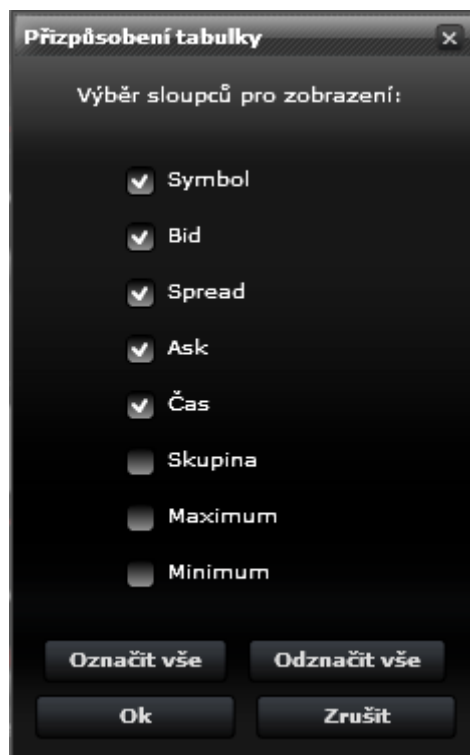 Přizpůsobení tabulky
Výběr sloupců pro zobrazení:
Symbol
Bid
Spread
Ask
Čas
Skupina
Maximum
Minimum
Označit vše Odznačit vše
Ok Zrušit